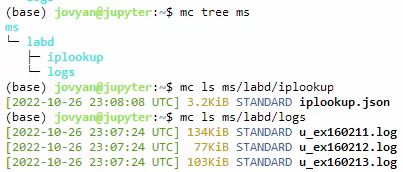 (base) jovyan@jupyter:~$ mc tree ms
ms
└─ labd
   ├─ iplookup
   └─ logs
(base) jovyan@jupyter:~$ mc ls ms/labd/iplookup
[2022-10-26 23:08:08 UTC] 3.2KiB STANDARD iplookup.json
(base) jovyan@jupyter:~$ mc ls ms/labd/logs
[2022-10-26 23:07:24 UTC] 134KiB STANDARD u_ex160211.log
[2022-10-26 23:07:24 UTC]  77KiB STANDARD u_ex160212.log
[2022-10-26 23:07:24 UTC] 103KiB STANDARD u_ex160213.log